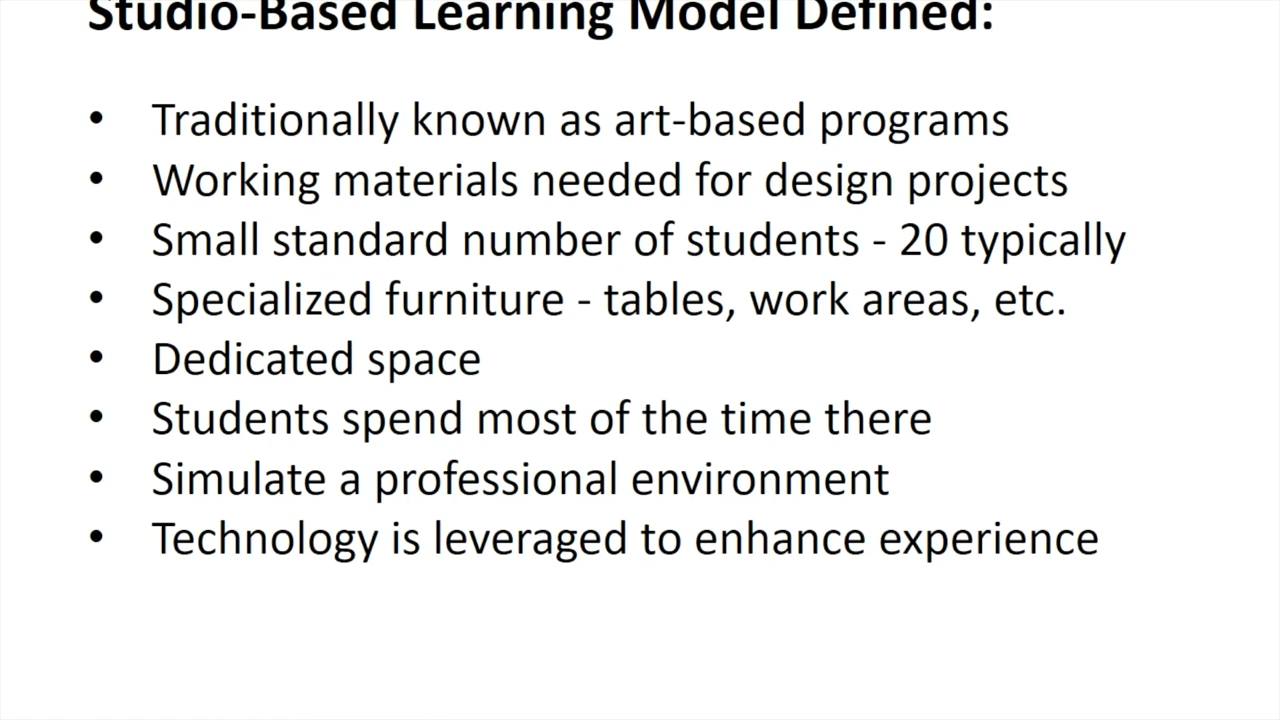 Studio-Based Learning Model Defined:
• Traditionally known as art-based programs
• Working materials needed for design projects
• Small standard number of students - 20 typically
• Specialized furniture - tables, work areas, etc.
• Dedicated space
• Students spend most of the time there
• Simulate a professional environment
• Technology is leveraged to enhance experience